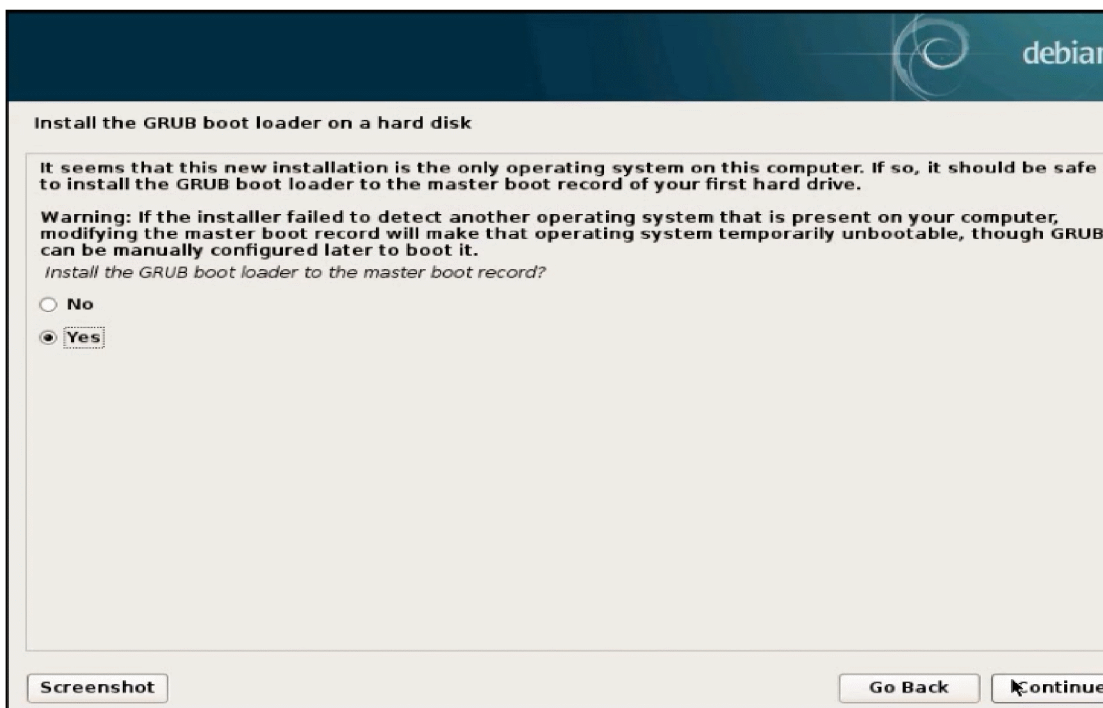 debian
Install the GRUB boot loader on a hard disk
It seems that this new installation is the only operating system on this computer. If so, it should be safe
to install the GRUB boot loader to the master boot record of your first hard drive.
Warning: If the installer failed to detect another operating system that is present on your computer,
modifying the master boot record will make that operating system temporarily unbootable, though GRUB
can be manually configured later to boot it.
Install the GRUB boot loader to the master boot record?
No
Yes
Screenshot
Go Back
Continue